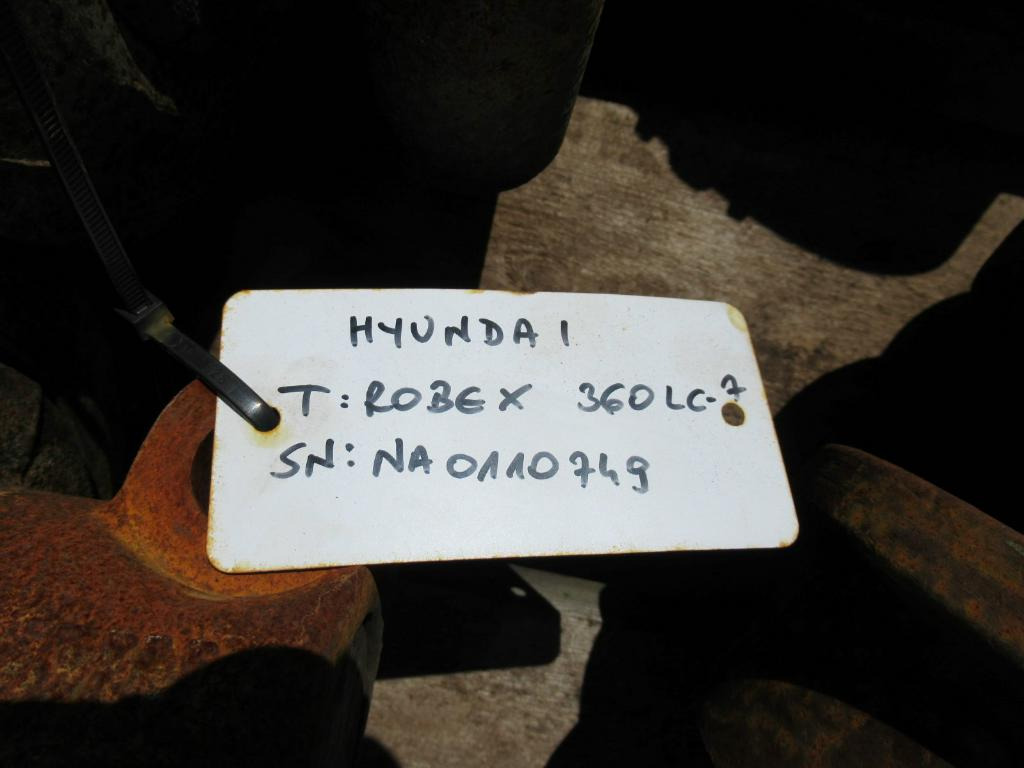 HYUNDAI
T: ROBEX 360LC-7
SN: NA0110749